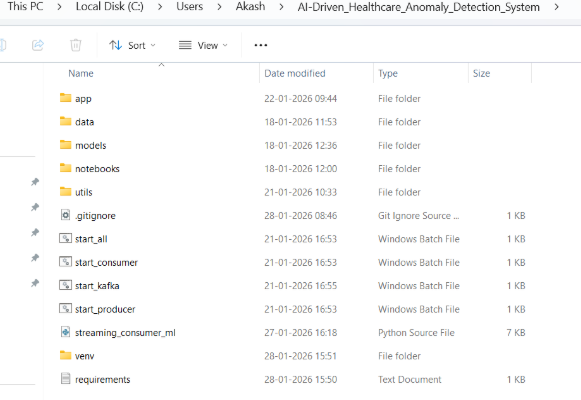 This PC > Local Disk (C:) > Users > Akash > AI-Driven_Healthcare_Anomaly_Detection_System >
Sort View ...
Name Date modified Type Size
app 22-01-2026 09:44 File folder
data 18-01-2026 11:53 File folder
models 18-01-2026 12:36 File folder
notebooks 18-01-2026 12:00 File folder
utils 21-01-2026 10:33 File folder
.gitignore 28-01-2026 08:46 Git Ignore Source ... 1 KB
start_all 21-01-2026 16:53 Windows Batch File 1 KB
start_consumer 21-01-2026 16:53 Windows Batch File 1 KB
start_kafka 21-01-2026 16:55 Windows Batch File 1 KB
start_producer 21-01-2026 16:53 Windows Batch File 1 KB
streaming_consumer_ml 27-01-2026 16:18 Python Source File 7 KB
venv 28-01-2026 15:51 File folder
requirements 28-01-2026 15:50 Text Document 1 KB